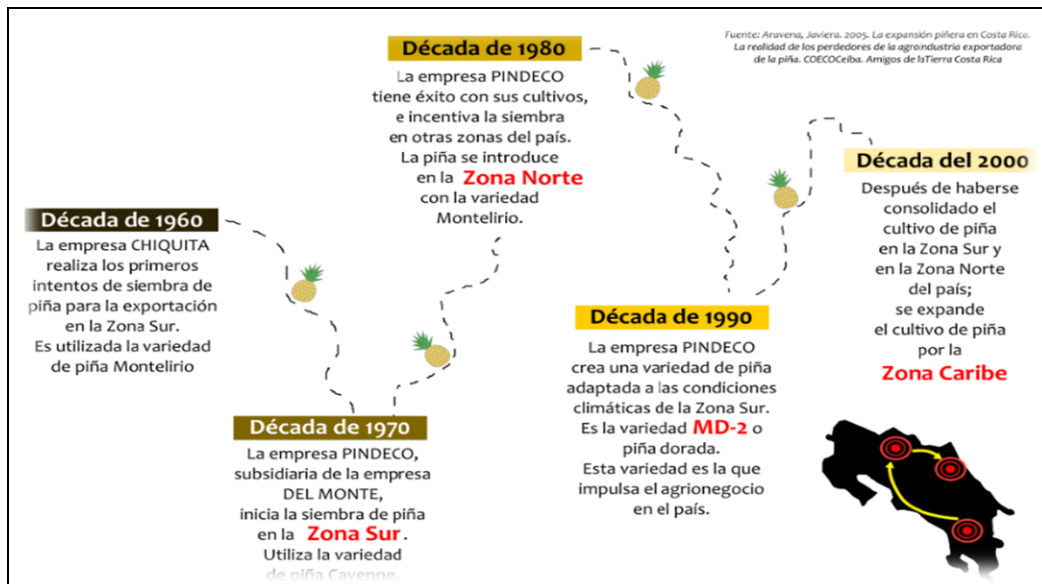 Fuente: Aravena, Javiera. 2005. La expansión piñera en Costa Rica.
La realidad de los perdedores de la agroindustria exportadora
de la piña. COECOCeiba. Amigos de laTierra Costa Rica
Década de 1960
La empresa CHIQUITA
realiza los primeros
intentos de siembra de
piña para la exportación
en la Zona Sur.
Es utilizada la variedad
de piña Montelirio
Década de 1970
La empresa PINDECO,
subsidiaria de la empresa
DEL MONTE,
inicia la siembra de piña
en la Zona Sur.
Utiliza la variedad
de piña Cayenne.
Década de 1980
La empresa PINDECO
tiene éxito con sus cultivos,
e incentiva la siembra
en otras zonas del país.
La piña se introduce
en la Zona Norte
con la variedad
Montelirio.
Década de 1990
La empresa PINDECO
crea una variedad de piña
adaptada a las condiciones
climáticas de la Zona Sur.
Es la variedad MD-2 o
piña dorada.
Esta variedad es la que
impulsa el agrionegocio
en el país.
Década del 2000
Después de haberse
consolidado el
cultivo de piña
en la Zona Sur y
en la Zona Norte
del país;
se expande
el cultivo de piña
por la
Zona Caribe